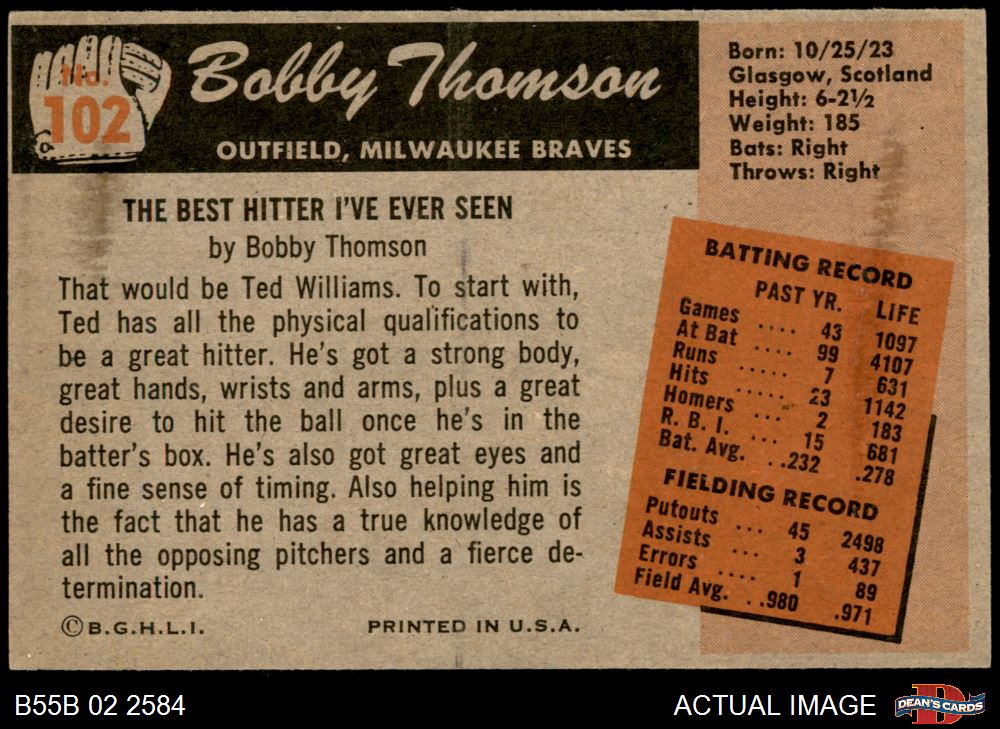 No.
102
Bobby Thomson
OUTFIELD, MILWAUKEE BRAVES
Born: 10/25/23
Glasgow, Scotland
Height: 6-2½
Weight: 185
Bats: Right
Throws: Right
THE BEST HITTER I'VE EVER SEEN
by Bobby Thomson
That would be Ted Williams. To start with,
Ted has all the physical qualifications to
be a great hitter. He's got a strong body,
great hands, wrists and arms, plus a great
desire to hit the ball once he's in the
batter's box. He's also got great eyes and
a fine sense of timing. Also helping him is
the fact that he has a true knowledge of
all the opposing pitchers and a fierce de-
termination.
©B.G.H.L.I. PRINTED IN U.S.A.
BATTING RECORD
PAST YR. LIFE
Games .... 43 1097
At Bat .... 99 4107
Runs ..... 7 631
Hits ..... 23 1142
Homers ... 2 183
R. B. I. ... 15 681
Bat. Avg. ..232 .278
FIELDING RECORD
Putouts ... 45 2498
Assists ... 3 437
Errors .... 1 89
Field Avg. ..980 .971
B55B 02 2584
ACTUAL IMAGE
D
DEAN'S CARDS